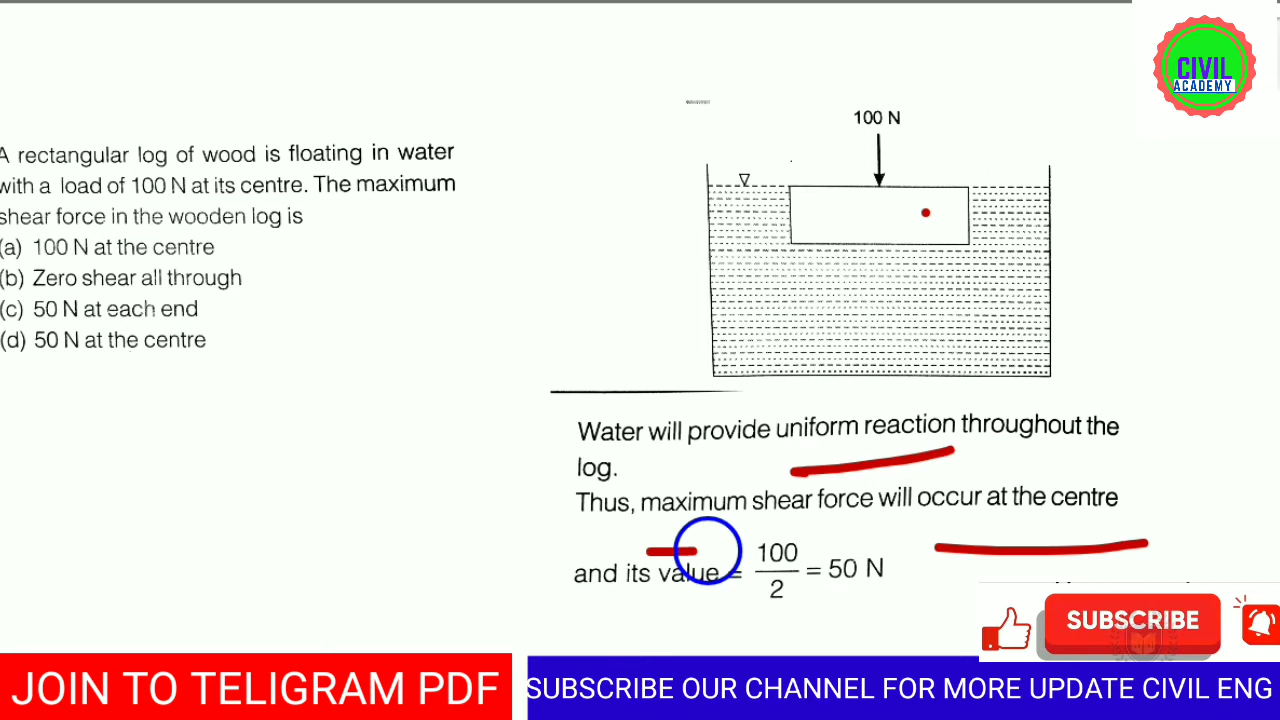 CIVIL
ACADEMY
100 N
A rectangular log of wood is floating in water
with a load of 100 N at its centre. The maximum
shear force in the wooden log is
(a) 100 N at the centre
(b) Zero shear all through
(c) 50 N at each end
(d) 50 N at the centre
Water will provide uniform reaction throughout the
log.
Thus, maximum shear force will occur at the centre
and its value = 100/2 = 50 N
SUBSCRIBE
JOIN TO TELIGRAM PDF
SUBSCRIBE OUR CHANNEL FOR MORE UPDATE CIVIL ENG